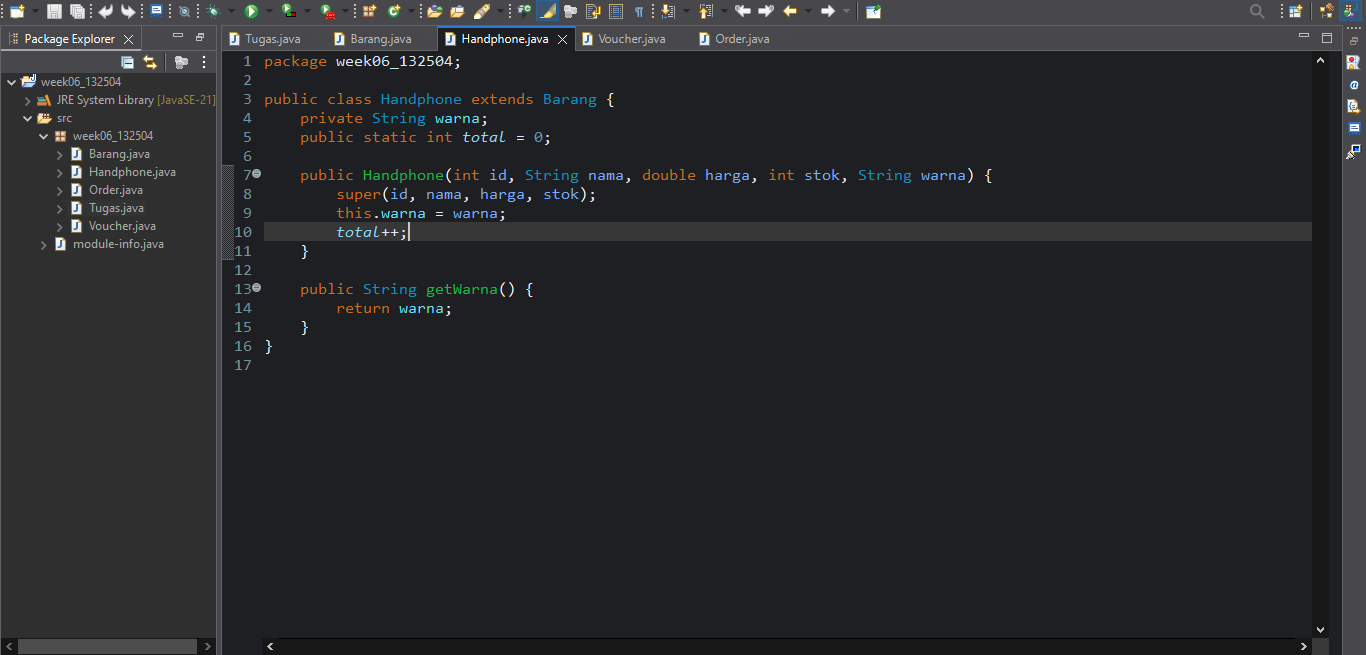 Package Explorer
Tugas.java
Barang.java
Handphone.java
Voucher.java
Order.java
week06_132504
JRE System Library [JavaSE-21]
src
week06_132504
Barang.java
Handphone.java
Order.java
Tugas.java
Voucher.java
module-info.java
1 package week06_132504;
2
3 public class Handphone extends Barang {
4     private String warna;
5     public static int total = 0;
6
7     public Handphone(int id, String nama, double harga, int stok, String warna) {
8         super(id, nama, harga, stok);
9         this.warna = warna;
10         total++;
11     }
12
13     public String getWarna() {
14         return warna;
15     }
16 }
17